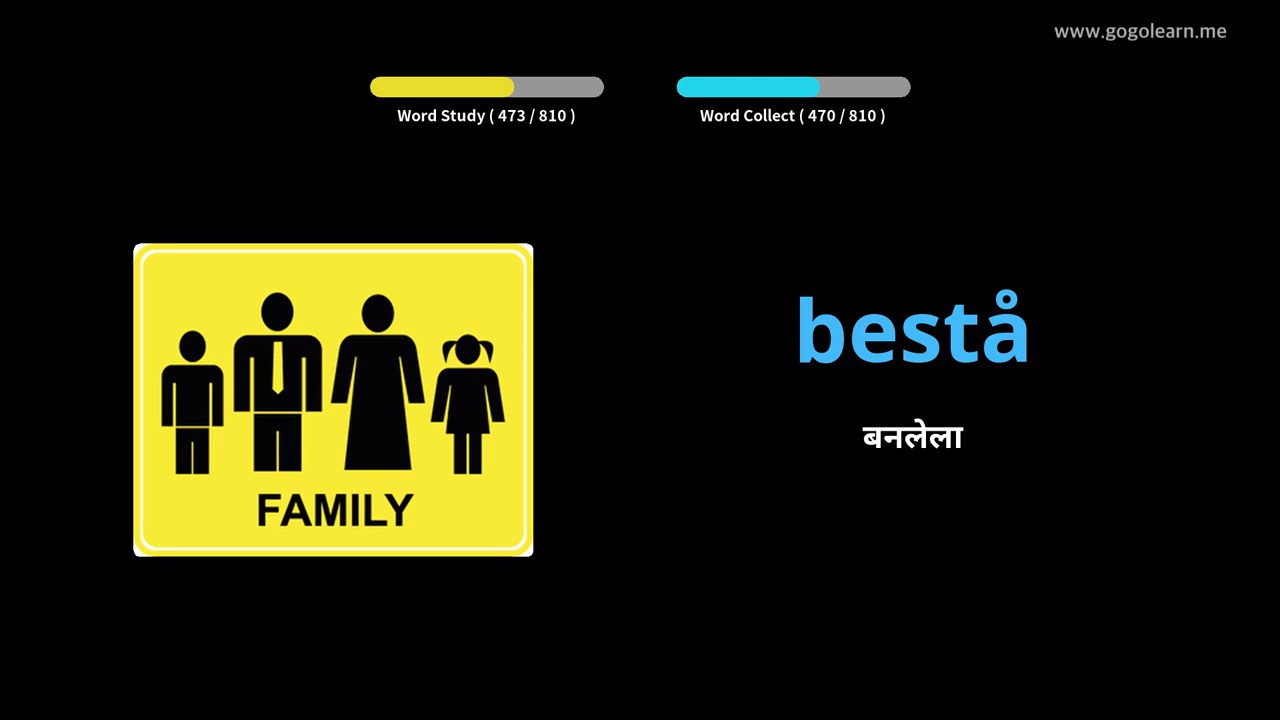 www.gogolearn.me
Word Study ( 473 / 810 )
Word Collect ( 470 / 810 )
FAMILY
bestå
बनलेला